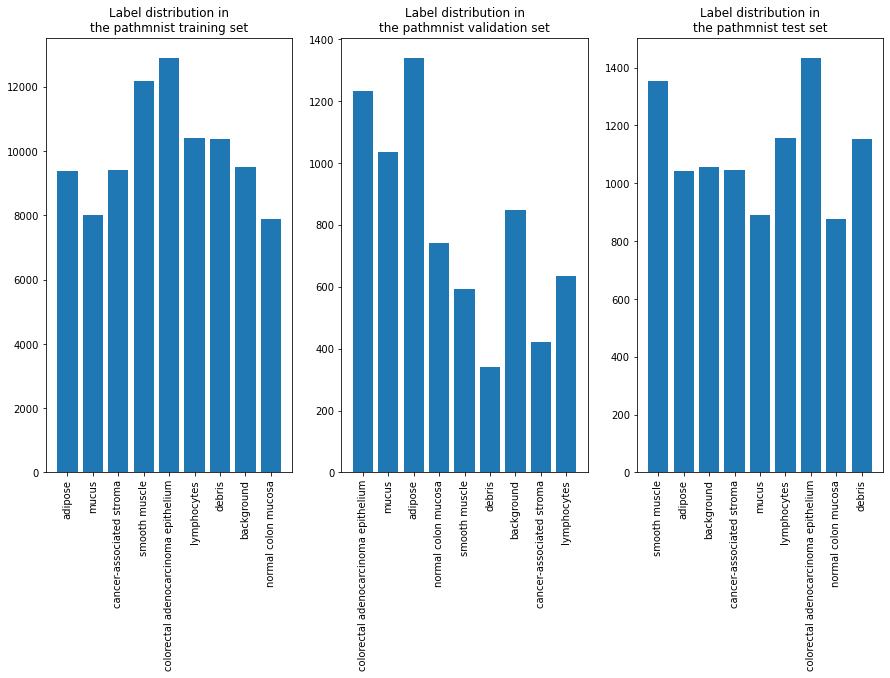 Label distribution in
the pathmnist training set
12000
10000
8000
6000
4000
2000
0
adipose
mucus
cancer-associated stroma
smooth muscle
colorectal adenocarcinoma epithelium
lymphocytes
debris
background
normal colon mucosa
Label distribution in
the pathmnist validation set
1400
1200
1000
800
600
400
200
0
colorectal adenocarcinoma epithelium
mucus
adipose
normal colon mucosa
smooth muscle
debris
background
cancer-associated stroma
lymphocytes
Label distribution in
the pathmnist test set
1400
1200
1000
800
600
400
200
0
smooth muscle
adipose
background
cancer-associated stroma
mucus
lymphocytes
colorectal adenocarcinoma epithelium
normal colon mucosa
debris